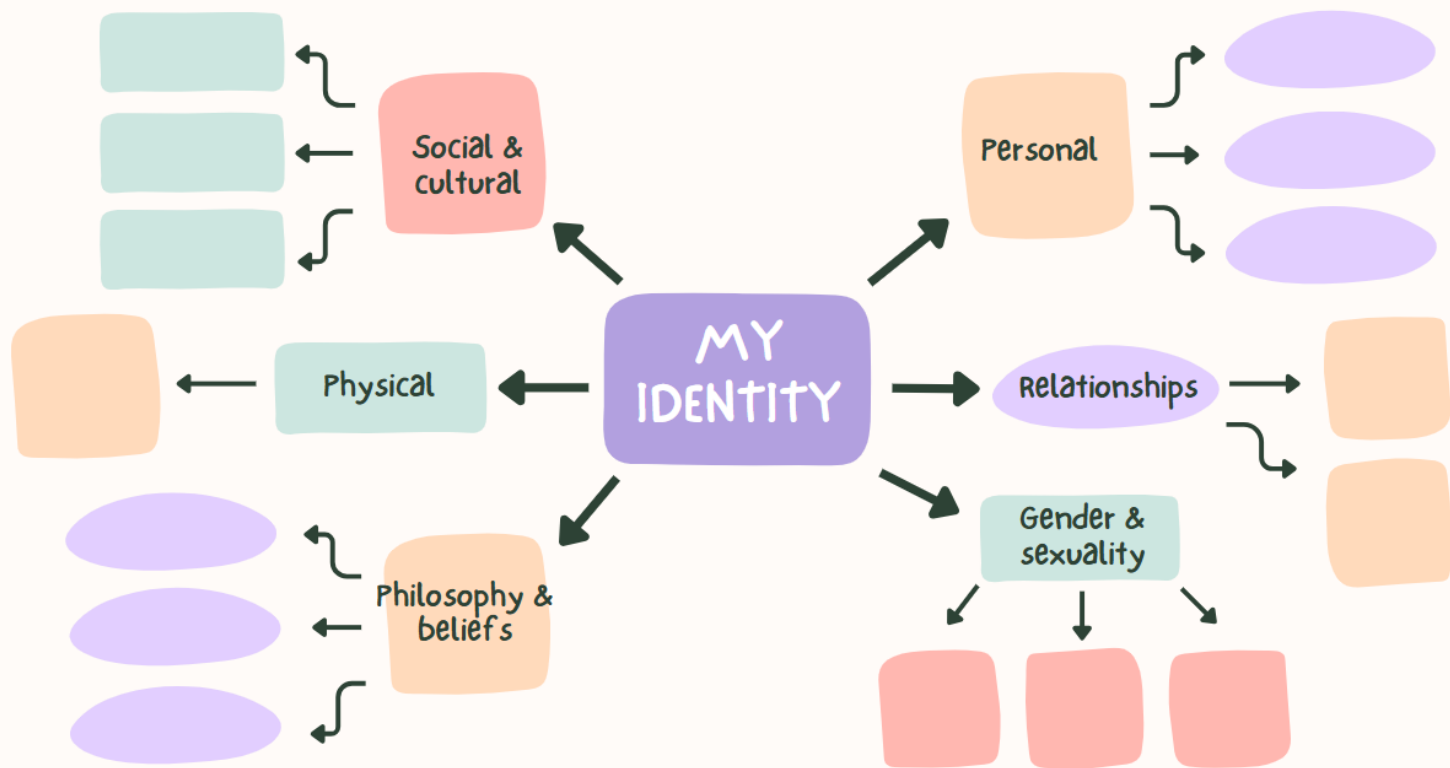 Social &
cultural
Personal
MY
IDENTITY
Physical
Relationships
Gender &
sexuality
Philosophy &
beliefs